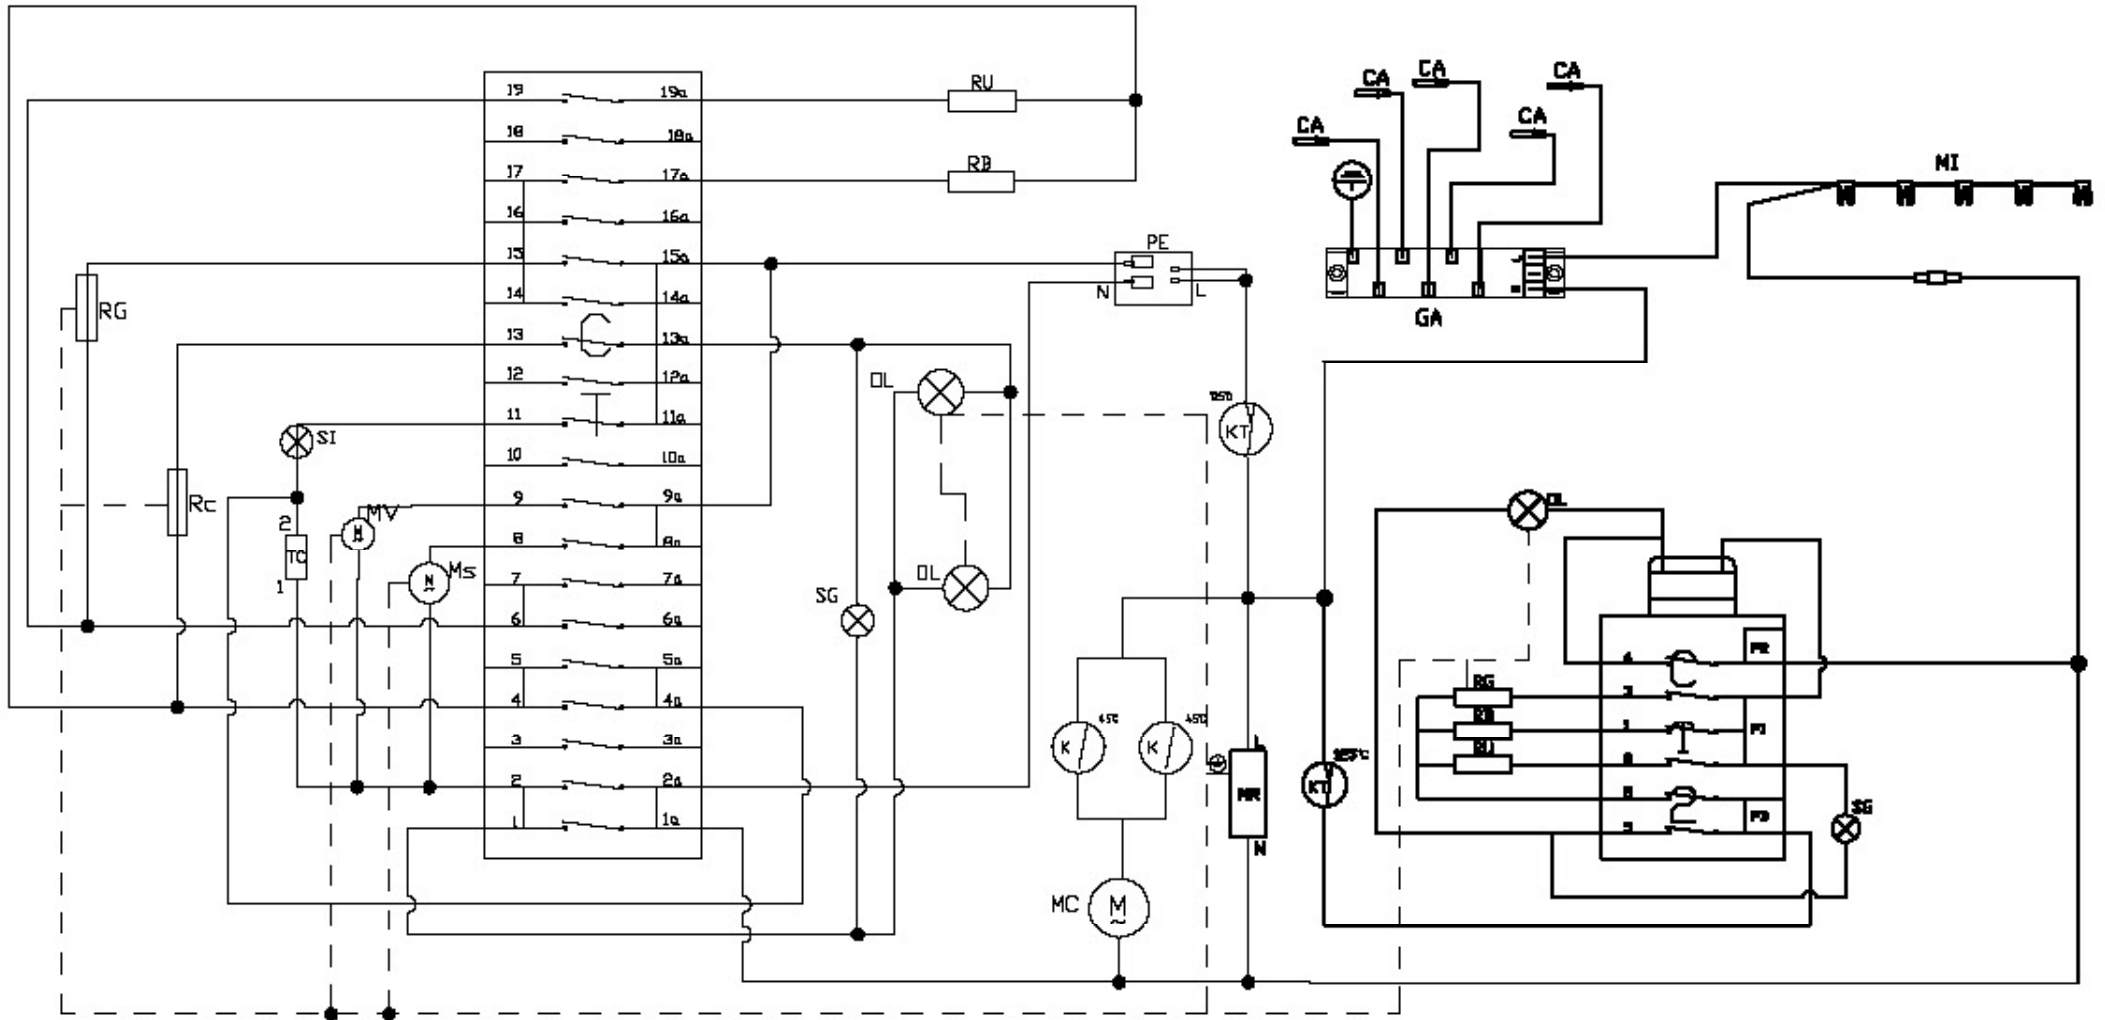 19 19a
18 18a
17 17a
16 16a
15 15a
14 14a
13 13a
12 12a
11 11a
10 10a
9 9a
8 8a
7 7a
6 6a
5 5a
4 4a
3 3a
2 2a
1 1a
RU
RB
PE
N L
RG
Rc
SI
2
TC
1
MV
M
Ms
SG
OL
OL
KT
K
K
L
MR
N
MC
M
~
CA
CA
CA
CA
CA
GA
MI
OL
KT
RG
SG